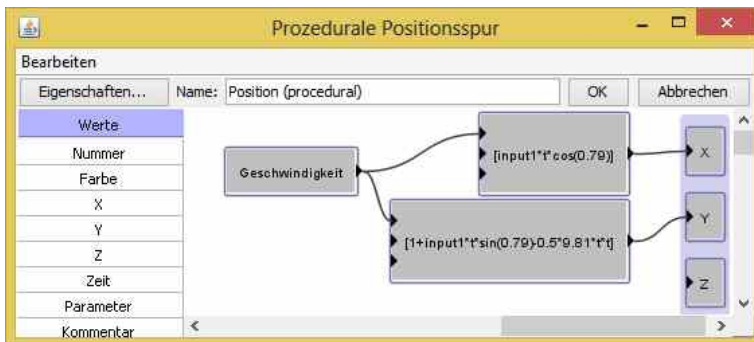 Prozedurale Positionsspur
Bearbeiten
Eigenschaften... Name: Position (procedural) OK Abbrechen
Werte
Nummer
Farbe
X
Y
Z
Zeit
Parameter
Kommentar
Geschwindigkeit
[input1*t*cos(0.79)]
[1+input1*t*sin(0.79)-0.5*9.81*t*t]
X
Y
Z